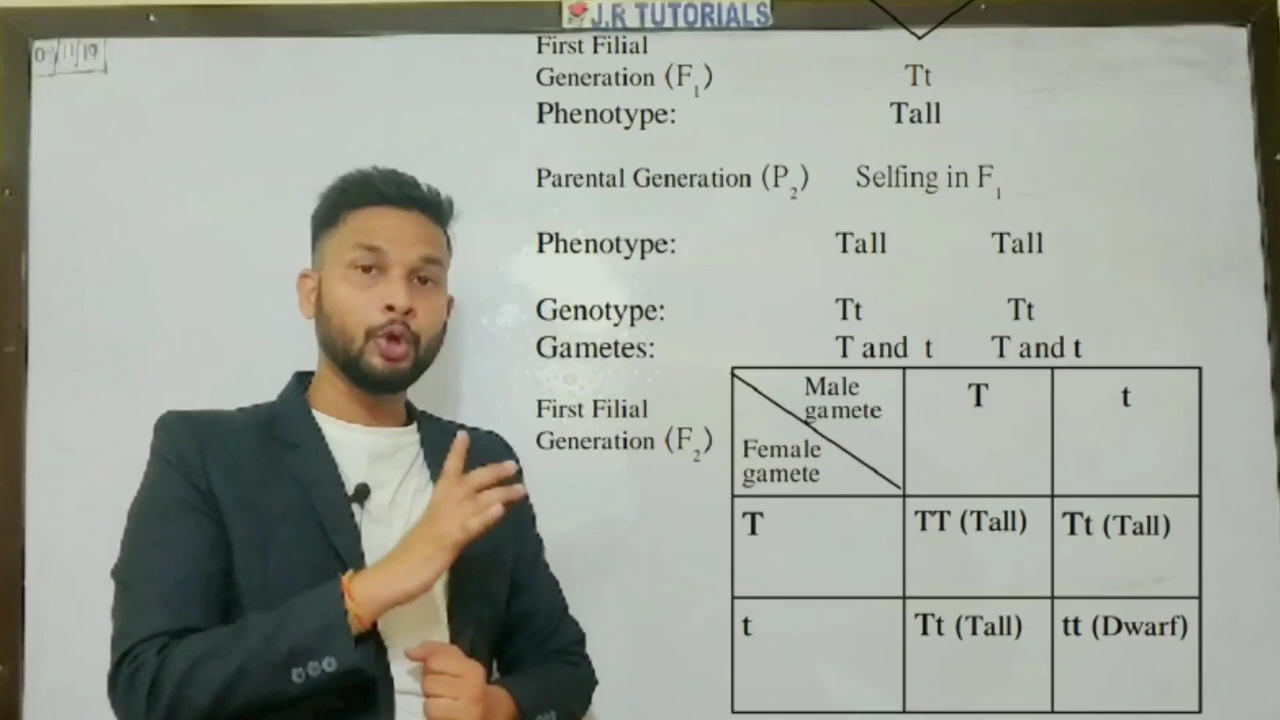 J.R TUTORIALS
First Filial
Generation (F₁) Tt
Phenotype: Tall
Parental Generation (P₂) Selfing in F₁
Phenotype: Tall Tall
Genotype: Tt Tt
Gametes: T and t T and t
First Filial
Generation (F₂)
Male
gamete
Female
gamete
T t
T TT (Tall) Tt (Tall)
t Tt (Tall) tt (Dwarf)